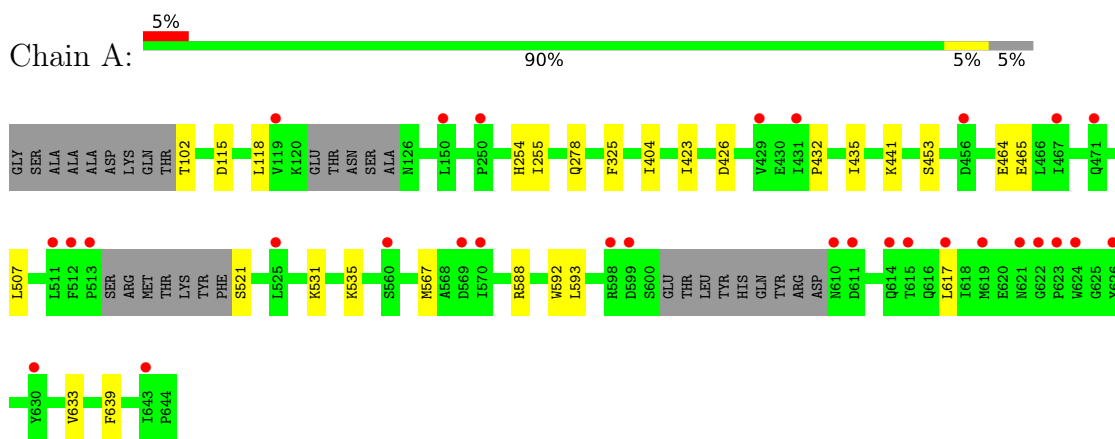 5%
Chain A:
90% 5% 5%
GLY SER ALA ALA ALA ALA ASP LYS GLN THR T102 D115 L118 V119 K120 GLU THR ASN SER ALA N126 L150 P250 H254 I255 Q278 F325 I404 I423 D426 V429 E430 I431 P432 I435 K441 S453 D456 E464 E465 L466 I467 Q471
L507 L511 F512 P513 SER ARG MET THR LYS TYR PHE S521 L525 K531 K535 S560 M567 A568 D569 I570 R588 W592 L593 R598 D599 S600 GLU THR LEU TYR HIS GLN TYR ARG ASP N610 D611 Q614 T615 Q616 L617 I618 M619 E620 N621 G622 P623 W624 G625 Y626
Y630 V633 F639 I643 P644